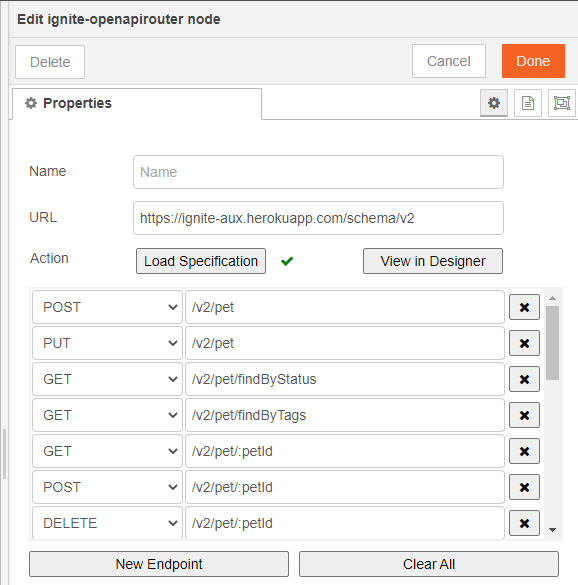 Edit ignite-openapirouter node
Delete
Cancel
Done
Properties
Name
Name
URL
https://ignite-aux.herokuapp.com/schema/v2
Action
Load Specification
View in Designer
POST
/v2/pet
PUT
/v2/pet
GET
/v2/pet/findByStatus
GET
/v2/pet/findByTags
GET
/v2/pet/:petId
POST
/v2/pet/:petId
DELETE
/v2/pet/:petId
New Endpoint
Clear All